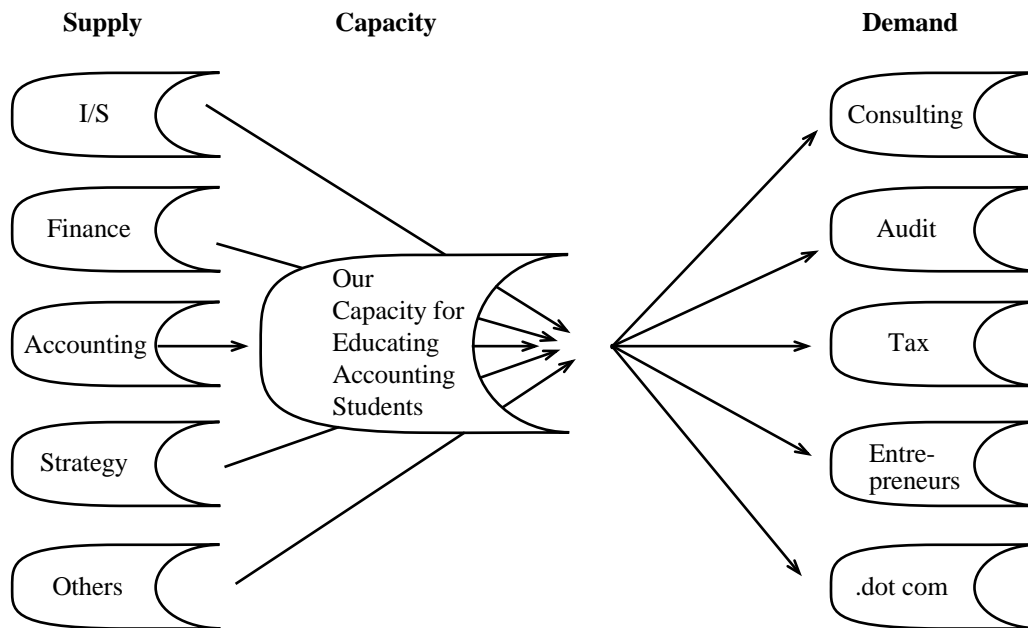 Supply
Capacity
Demand
I/S
Consulting
Finance
Audit
Our
Capacity for
Educating
Accounting
Students
Accounting
Tax
Strategy
Entre-
preneurs
Others
.dot com